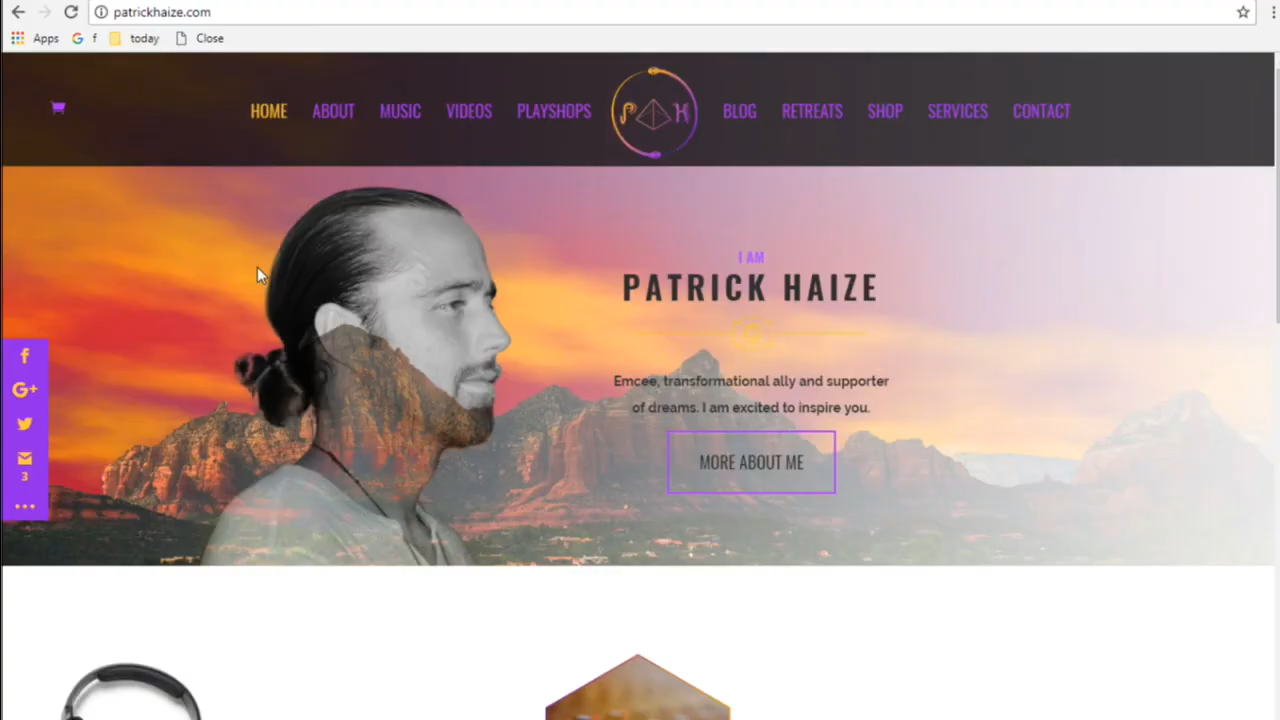 patrickhaize.com
Apps
f
today
Close
HOME ABOUT MUSIC VIDEOS PLAYSHOPS P H BLOG RETREATS SHOP SERVICES CONTACT
I AM
PATRICK HAIZE
Emcee, transformational ally and supporter
of dreams. I am excited to inspire you.
MORE ABOUT ME
f
G+
3